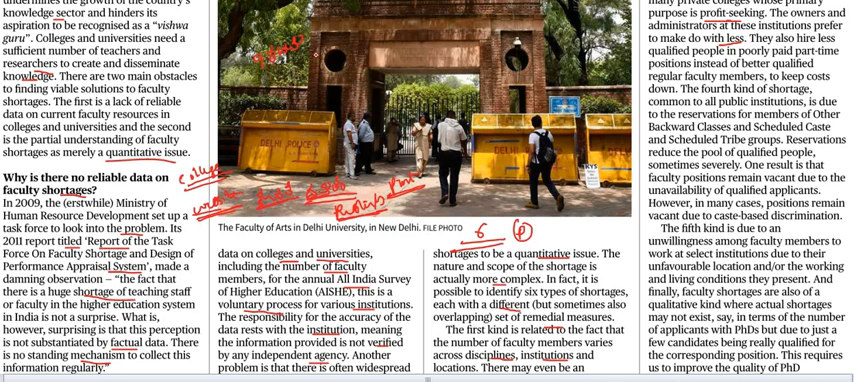 undermines the growth of the country's
knowledge sector and hinders its
aspiration to be recognised as a "vishwa
guru". Colleges and universities need a
sufficient number of teachers and
researchers to create and disseminate
knowledge. There are two main obstacles
to finding viable solutions to faculty
shortages. The first is a lack of reliable
data on current faculty resources in
colleges and universities and the second
is the partial understanding of faculty
shortages as merely a quantitative issue.
Why is there no reliable data on
faculty shortages?
In 2009, the (erstwhile) Ministry of
Human Resource Development set up a
task force to look into the problem. Its
2011 report titled 'Report of the Task
Force On Faculty Shortage and Design of
Performance Appraisal System', made a
damning observation – "the fact that
there is a huge shortage of teaching staff
or faculty in the higher education system
in India is not a surprise. What is,
however, surprising is that this perception
is not substantiated by factual data. There
is no standing mechanism to collect this
information regularly."
DELHI POLICE
DELHI POLICE
The Faculty of Arts in Delhi University, in New Delhi. FILE PHOTO
data on colleges and universities,
including the number of faculty
members, for the annual All India Survey
of Higher Education (AISHE), this is a
voluntary process for various institutions.
The responsibility for the accuracy of the
data rests with the institution, meaning
the information provided is not verified
by any independent agency. Another
problem is that there is often widespread
6 P
shortages to be a quantitative issue. The
nature and scope of the shortage is
actually more complex. In fact, it is
possible to identify six types of shortages,
each with a different (but sometimes also
overlapping) set of remedial measures.
The first kind is related to the fact that
the number of faculty members varies
across disciplines, institutions and
locations. There may even be an
many private colleges whose primary
purpose is profit-seeking. The owners and
administrators at these institutions prefer
to make do with less. They also hire less
qualified people in poorly paid part-time
positions instead of better qualified
regular faculty members, to keep costs
down. The fourth kind of shortage,
common to all public institutions, is due
to the reservations for members of Other
Backward Classes and Scheduled Caste
and Scheduled Tribe groups. Reservations
reduce the pool of qualified people,
sometimes severely. One result is that
faculty positions remain vacant due to the
unavailability of qualified applicants.
However, in many cases, positions remain
vacant due to caste-based discrimination.
The fifth kind is due to an
unwillingness among faculty members to
work at select institutions due to their
unfavourable location and/or the working
and living conditions they present. And
finally, faculty shortages are also of a
qualitative kind where actual shortages
may not exist, say, in terms of the number
of applicants with PhDs but due to just a
few candidates being really qualified for
the corresponding position. This requires
us to improve the quality of PhD